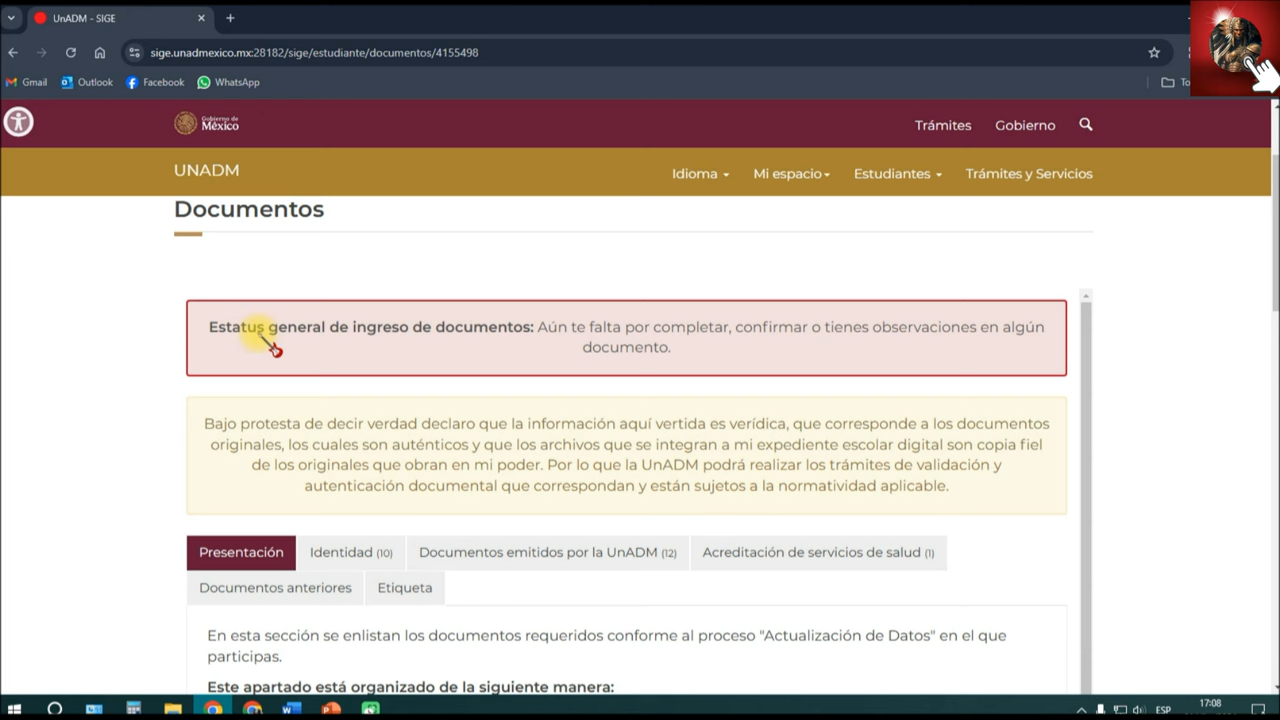 UnADM - SIGE
sige.unadmexico.mx:28182/sige/estudiante/documentos/4155498
Gmail Outlook Facebook WhatsApp
Gobierno de México
Trámites Gobierno
UNADM
Idioma Mi espacio Estudiantes Trámites y Servicios
Documentos
Estatus general de ingreso de documentos: Aún te falta por completar, confirmar o tienes observaciones en algún
documento.
Bajo protesta de decir verdad declaro que la información aquí vertida es verídica, que corresponde a los documentos
originales, los cuales son auténticos y que los archivos que se integran a mi expediente escolar digital son copia fiel
de los originales que obran en mi poder. Por lo que la UnADM podrá realizar los trámites de validación y
autenticación documental que correspondan y están sujetos a la normatividad aplicable.
Presentación Identidad (10) Documentos emitidos por la UnADM (12) Acreditación de servicios de salud (1)
Documentos anteriores Etiqueta
En esta sección se enlistan los documentos requeridos conforme al proceso "Actualización de Datos" en el que
participas.
Este apartado está organizado de la siguiente manera:
ESP 17:08